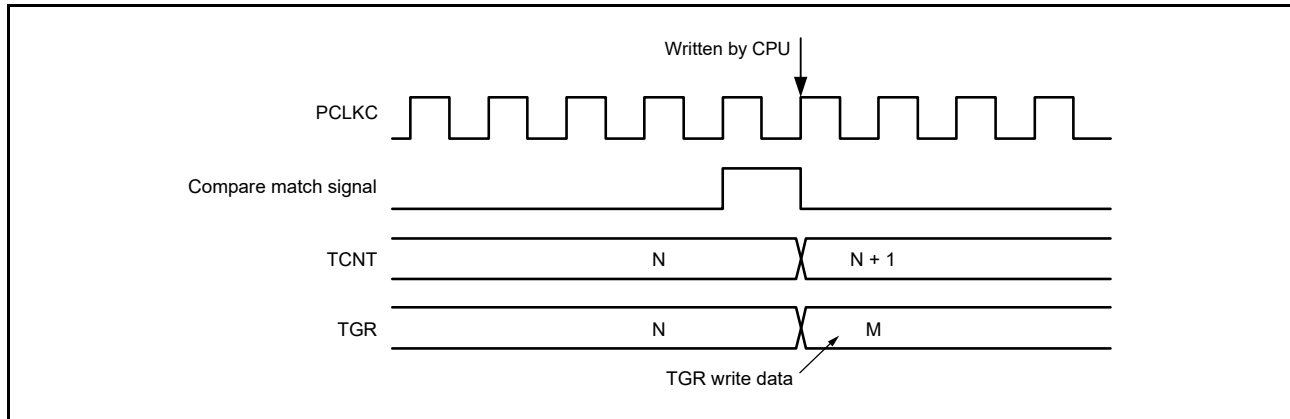 Written by CPU
PCLKC
Compare match signal
TCNT N N + 1
TGR N M
TGR write data